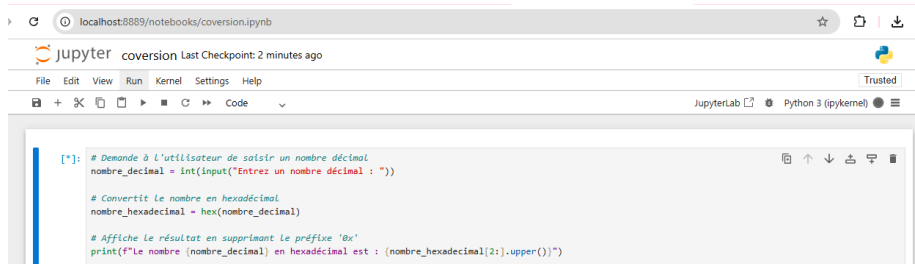 localhost:8889/notebooks/coversion.ipynb
jupyter coversion Last Checkpoint: 2 minutes ago
File Edit View Run Kernel Settings Help Trusted
Code JupyterLab Python 3 (ipykernel)
[*]: # Demande à l'utilisateur de saisir un nombre décimal
nombre_decimal = int(input("Entrez un nombre décimal : "))
# Convertit le nombre en hexadécimal
nombre_hexadecimal = hex(nombre_decimal)
# Affiche le résultat en supprimant le préfixe '0x'
print(f"Le nombre {nombre_decimal} en hexadécimal est : {nombre_hexadecimal[2:].upper()}")